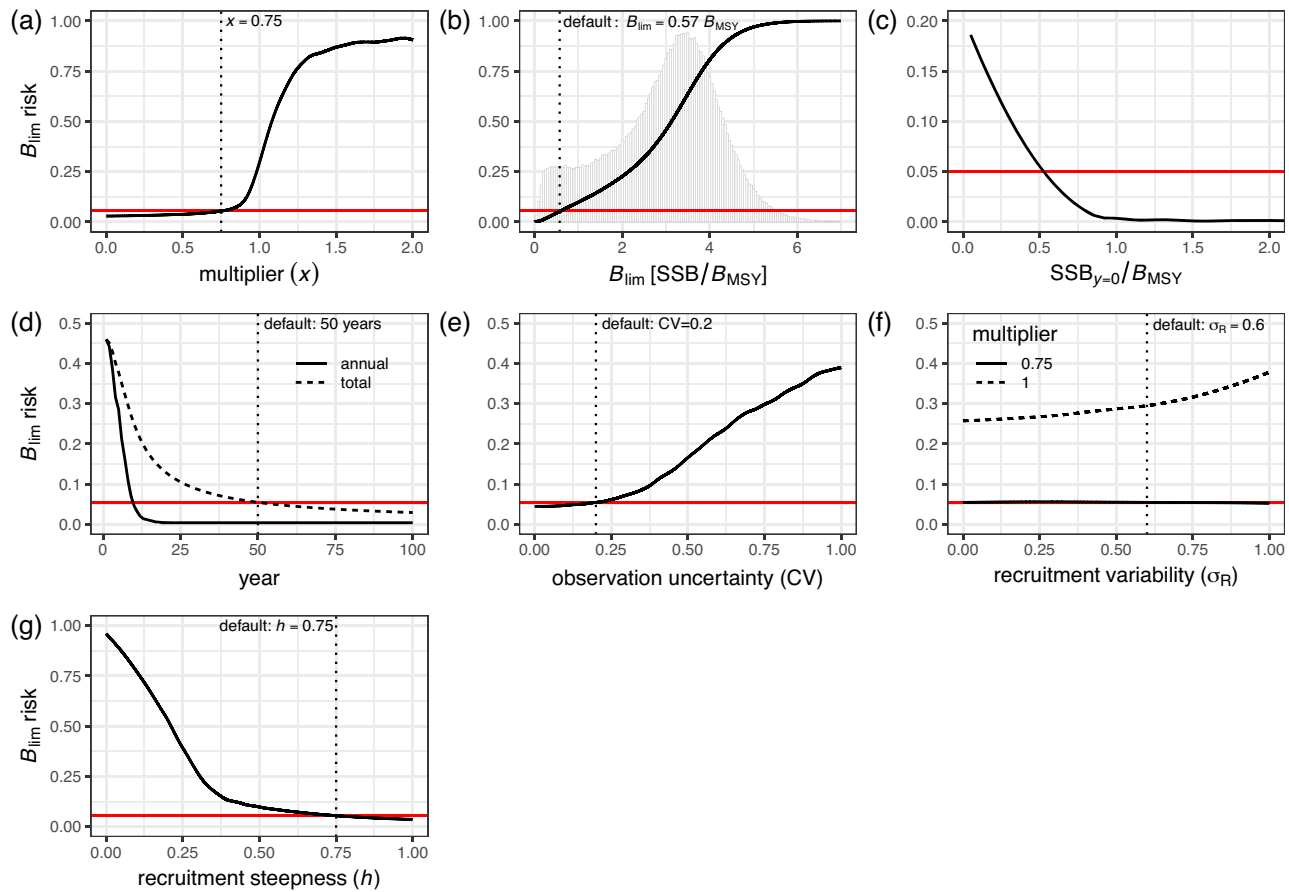 (a)
x = 0.75
1.00
0.75
0.50
0.25
0.00
B_lim risk
0.0 0.5 1.0 1.5 2.0
multiplier (x)
(b)
default : B_lim = 0.57 B_MSY
1.00
0.75
0.50
0.25
0.00
0 2 4 6
B_lim [SSB/B_MSY]
(c)
0.20
0.15
0.10
0.05
0.00
0.0 0.5 1.0 1.5 2.0
SSB_y=0/B_MSY
(d)
default: 50 years
annual
total
0.5
0.4
0.3
0.2
0.1
0.0
B_lim risk
0 25 50 75 100
year
(e)
default: CV=0.2
0.5
0.4
0.3
0.2
0.1
0.0
0.00 0.25 0.50 0.75 1.00
observation uncertainty (CV)
(f)
multiplier
0.75
1
default: σ_R = 0.6
0.5
0.4
0.3
0.2
0.1
0.0
0.00 0.25 0.50 0.75 1.00
recruitment variability (σ_R)
(g)
default: h = 0.75
1.00
0.75
0.50
0.25
0.00
B_lim risk
0.00 0.25 0.50 0.75 1.00
recruitment steepness (h)